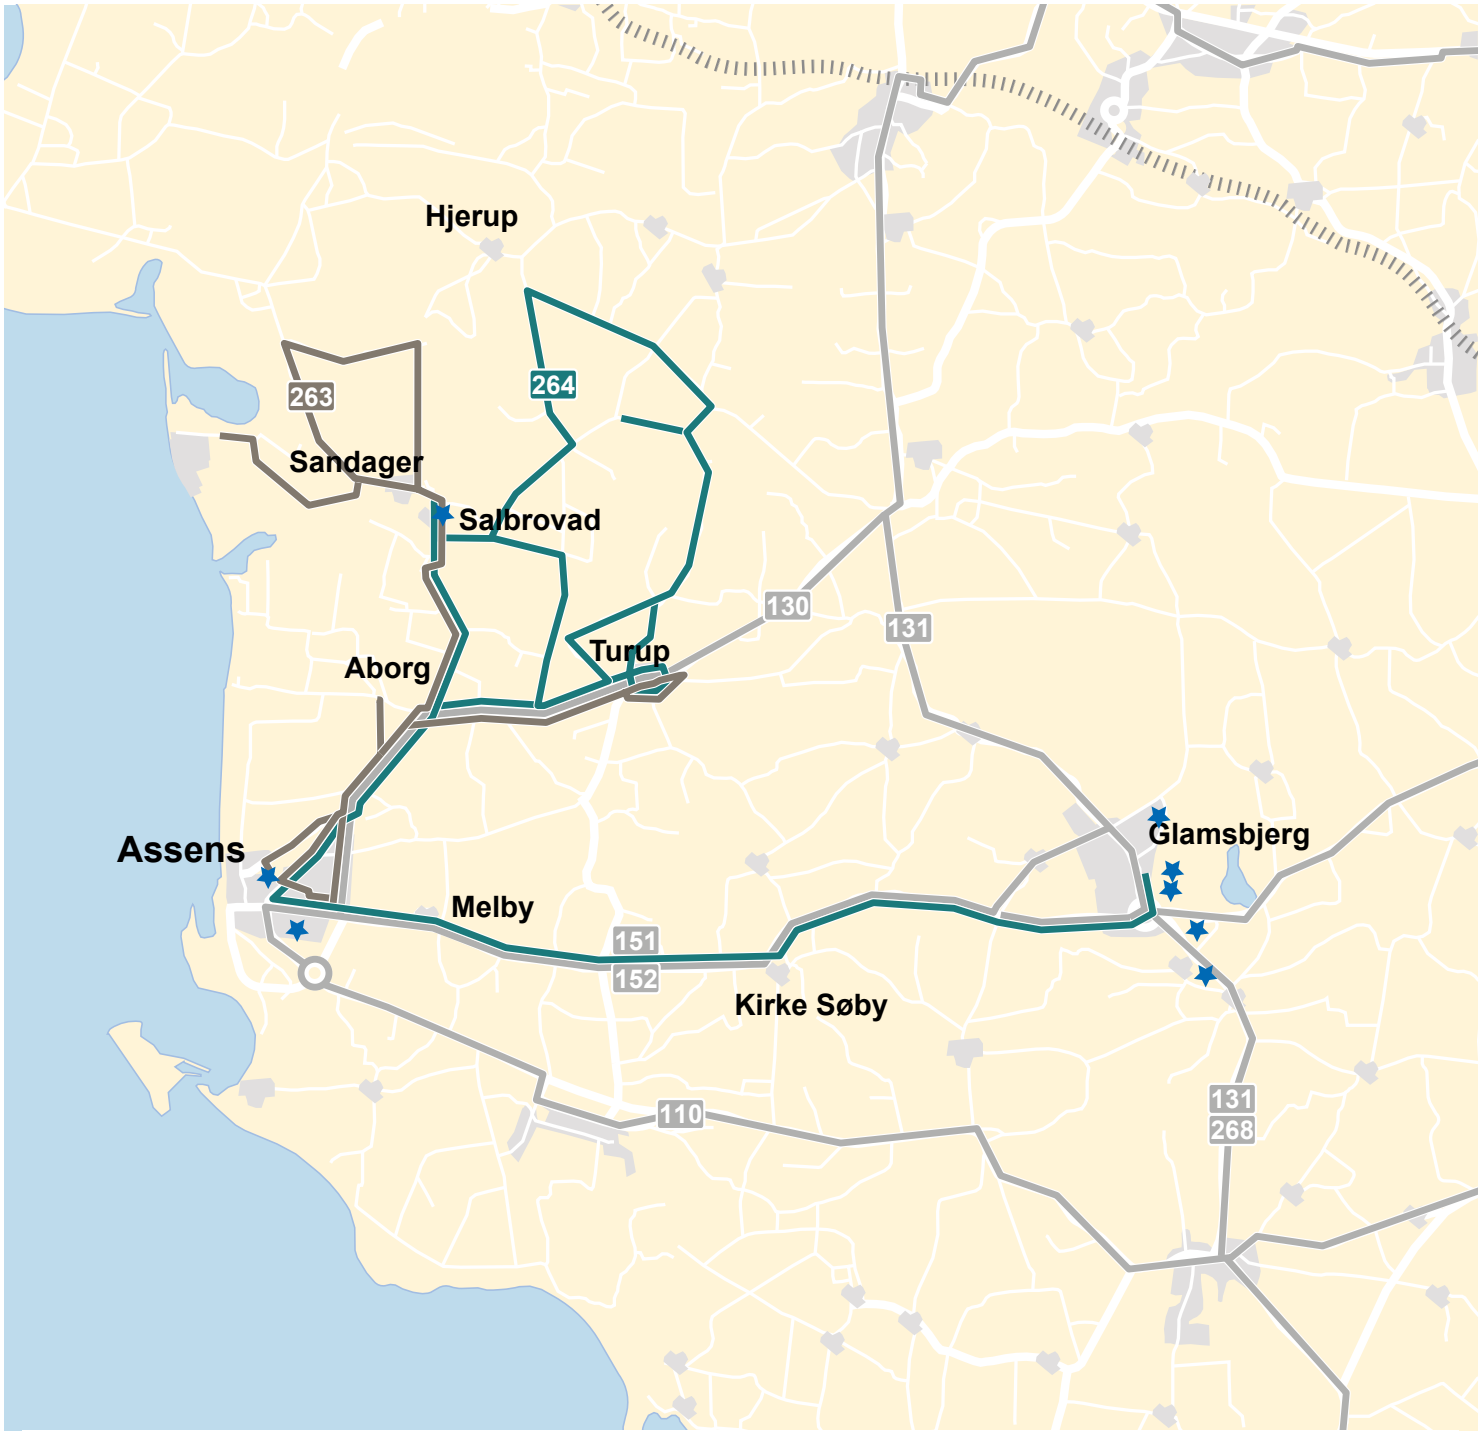 Hjerup
264
263
Sandager
Salbrovad
130
131
Turup
Aborg
Glamsbjerg
Assens
Melby
151
152
Kirke Søby
131
110
268